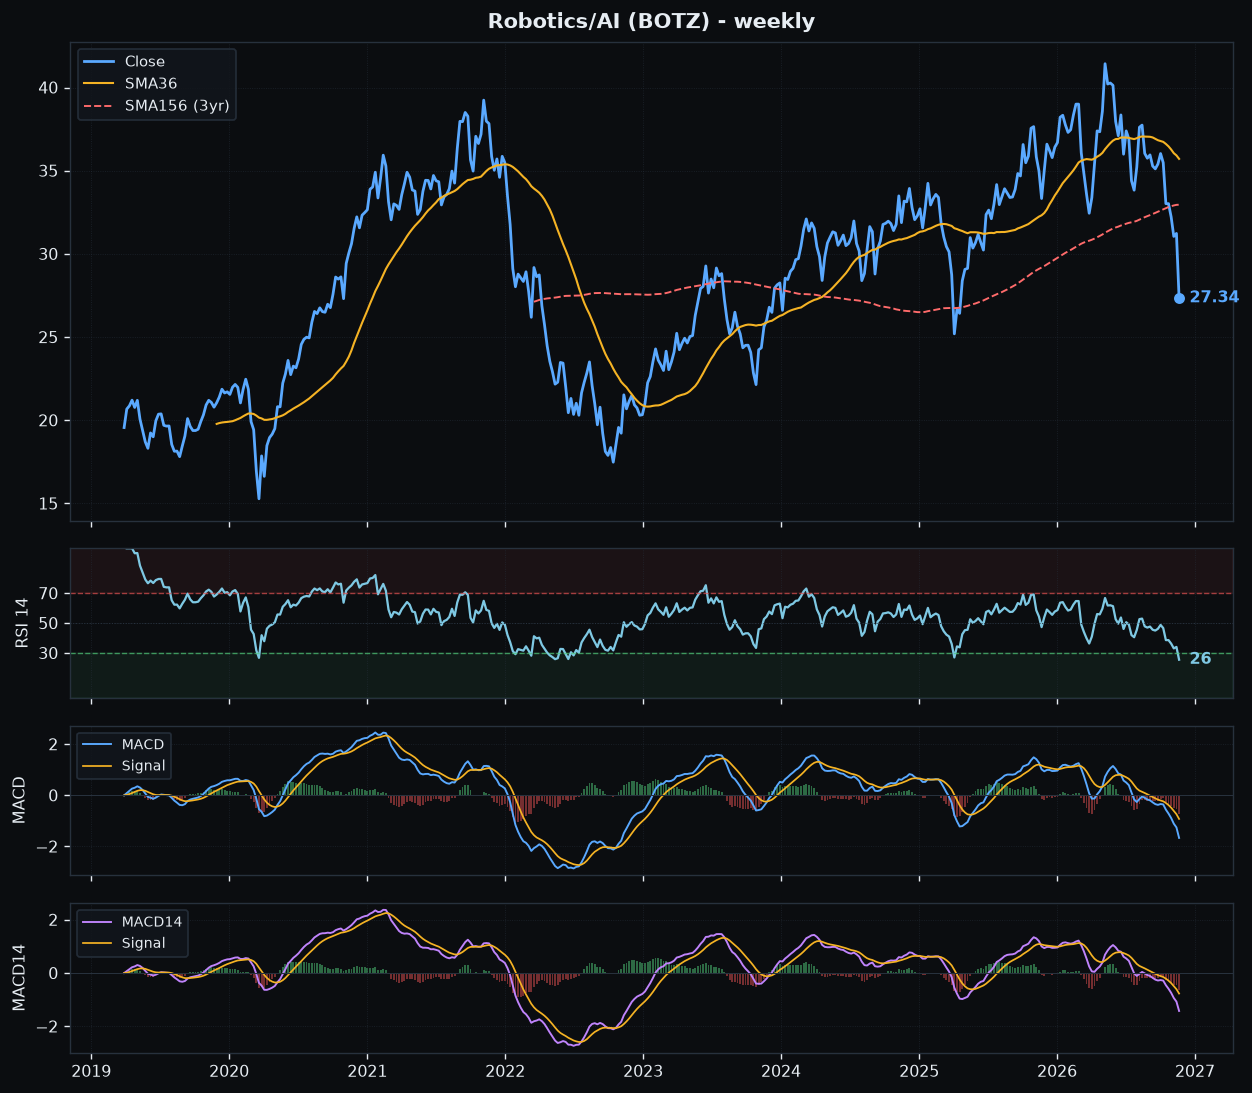 Robotics/AI (BOTZ) - weekly
Close
SMA36
SMA156 (3yr)
40
35
30
25
20
15
27.34
RSI 14
70
50
30
26
MACD
MACD
Signal
2
0
−2
MACD14
MACD14
Signal
2
0
−2
2019
2020
2021
2022
2023
2024
2025
2026
2027